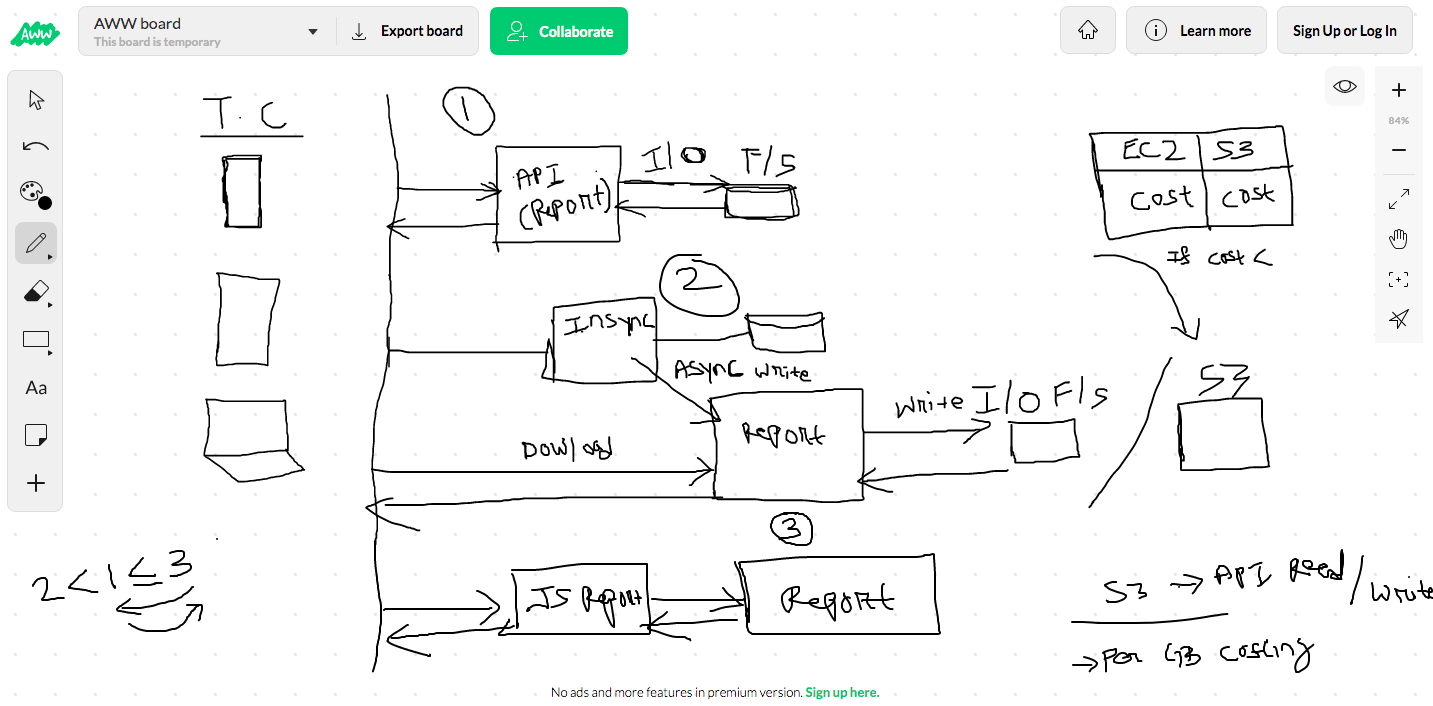 AWW
AWW board
This board is temporary
Export board
Collaborate
Learn more
Sign Up or Log In
84%
Aa
T.C
1
API
(Report)
I/O
F/S
EC2 S3
Cost Cost
If cost <
2
Insync
Async write
Report
Write I/O F/S
S3
Dow/oad
3
JS Report
Report
2 < 1 ≤ 3
S3 → API Read/Write
→ Per GB costing
No ads and more features in premium version. Sign up here.